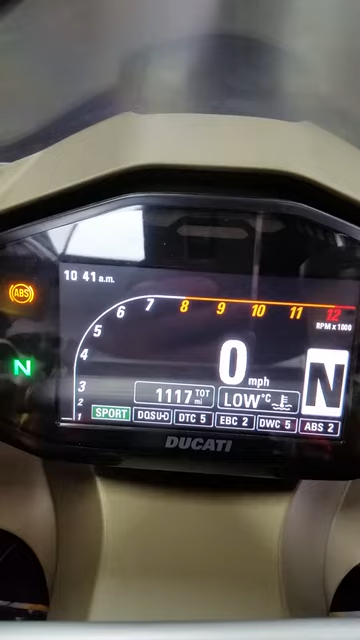 10 41 a.m.
ABS
6 7 8 9 10 11 12
RPM x 1000
5
4
N
0 mph
N
3
1117 TOT mi
LOW °C
2
1
SPORT DQSU-D DTC 5 EBC 2 DWC 5 ABS 2
DUCATI